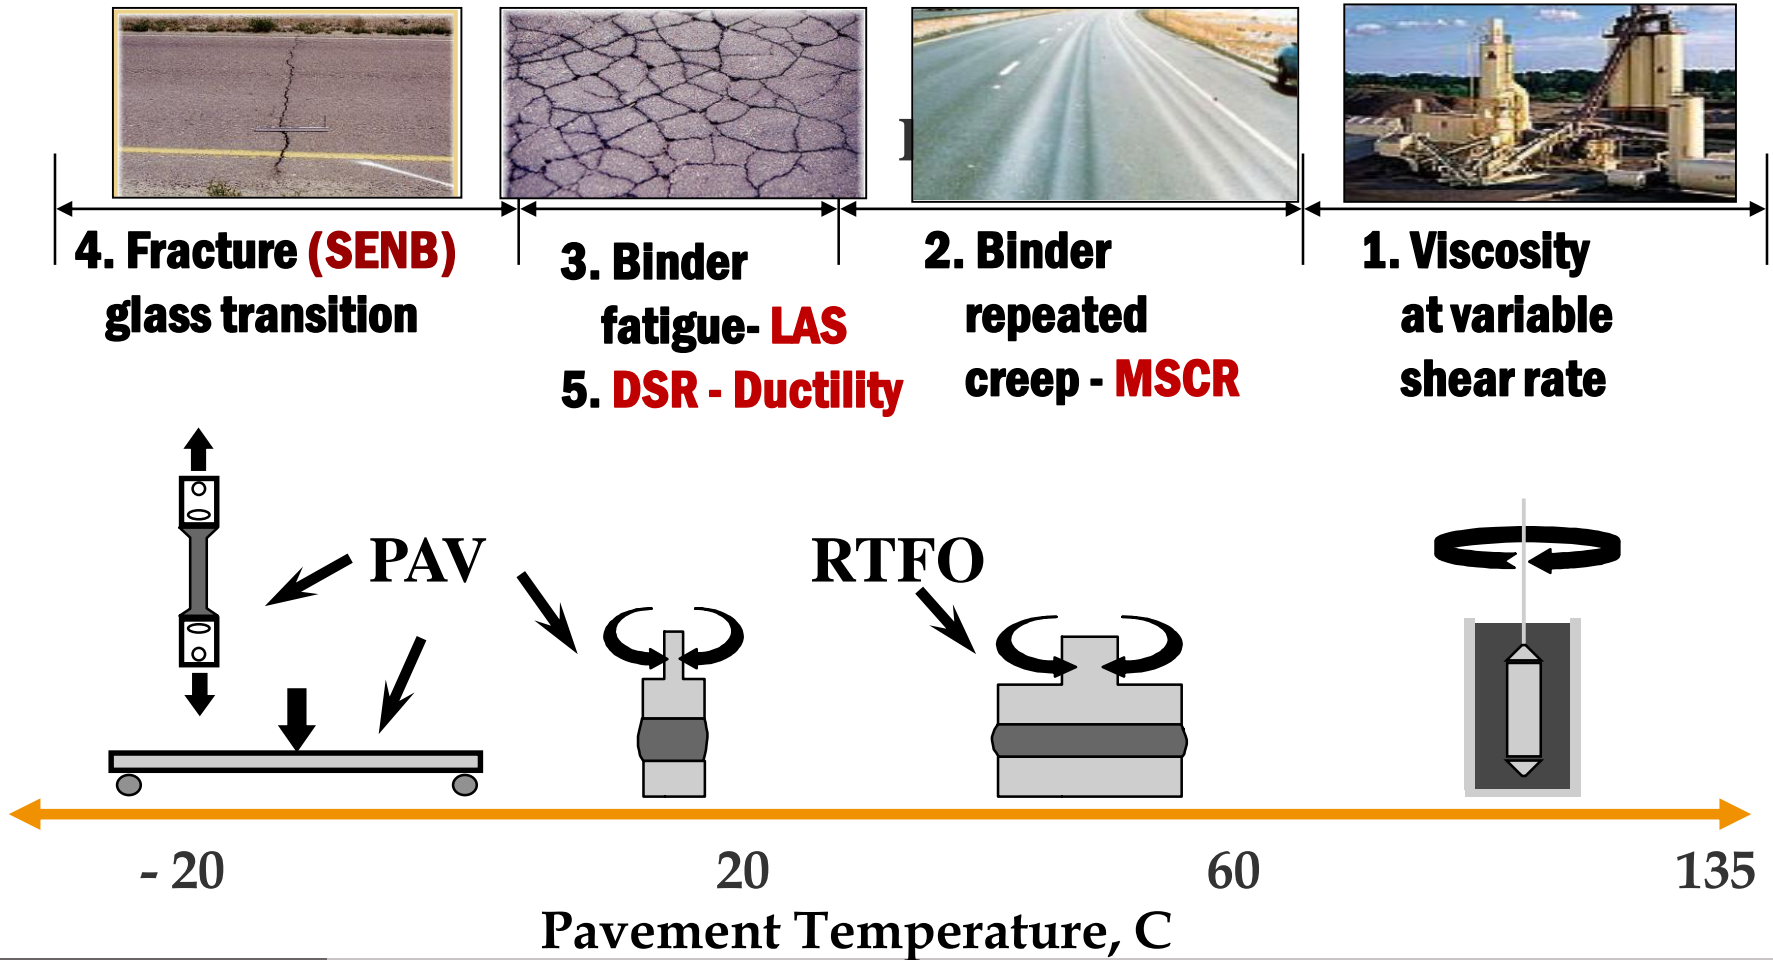 4. Fracture (SENB)
glass transition
3. Binder
fatigue- LAS
5. DSR - Ductility
2. Binder
repeated
creep - MSCR
1. Viscosity
at variable
shear rate
PAV
RTFO
- 20
20
60
135
Pavement Temperature, C